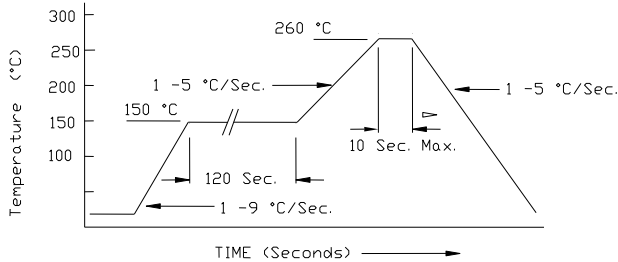 300
250
200
150
100
Temperature (°C)
260 °C
1 -5 °C/Sec.
1 -5 °C/Sec.
150 °C
10 Sec. Max.
120 Sec.
1 -9 °C/Sec.
TIME (Seconds)